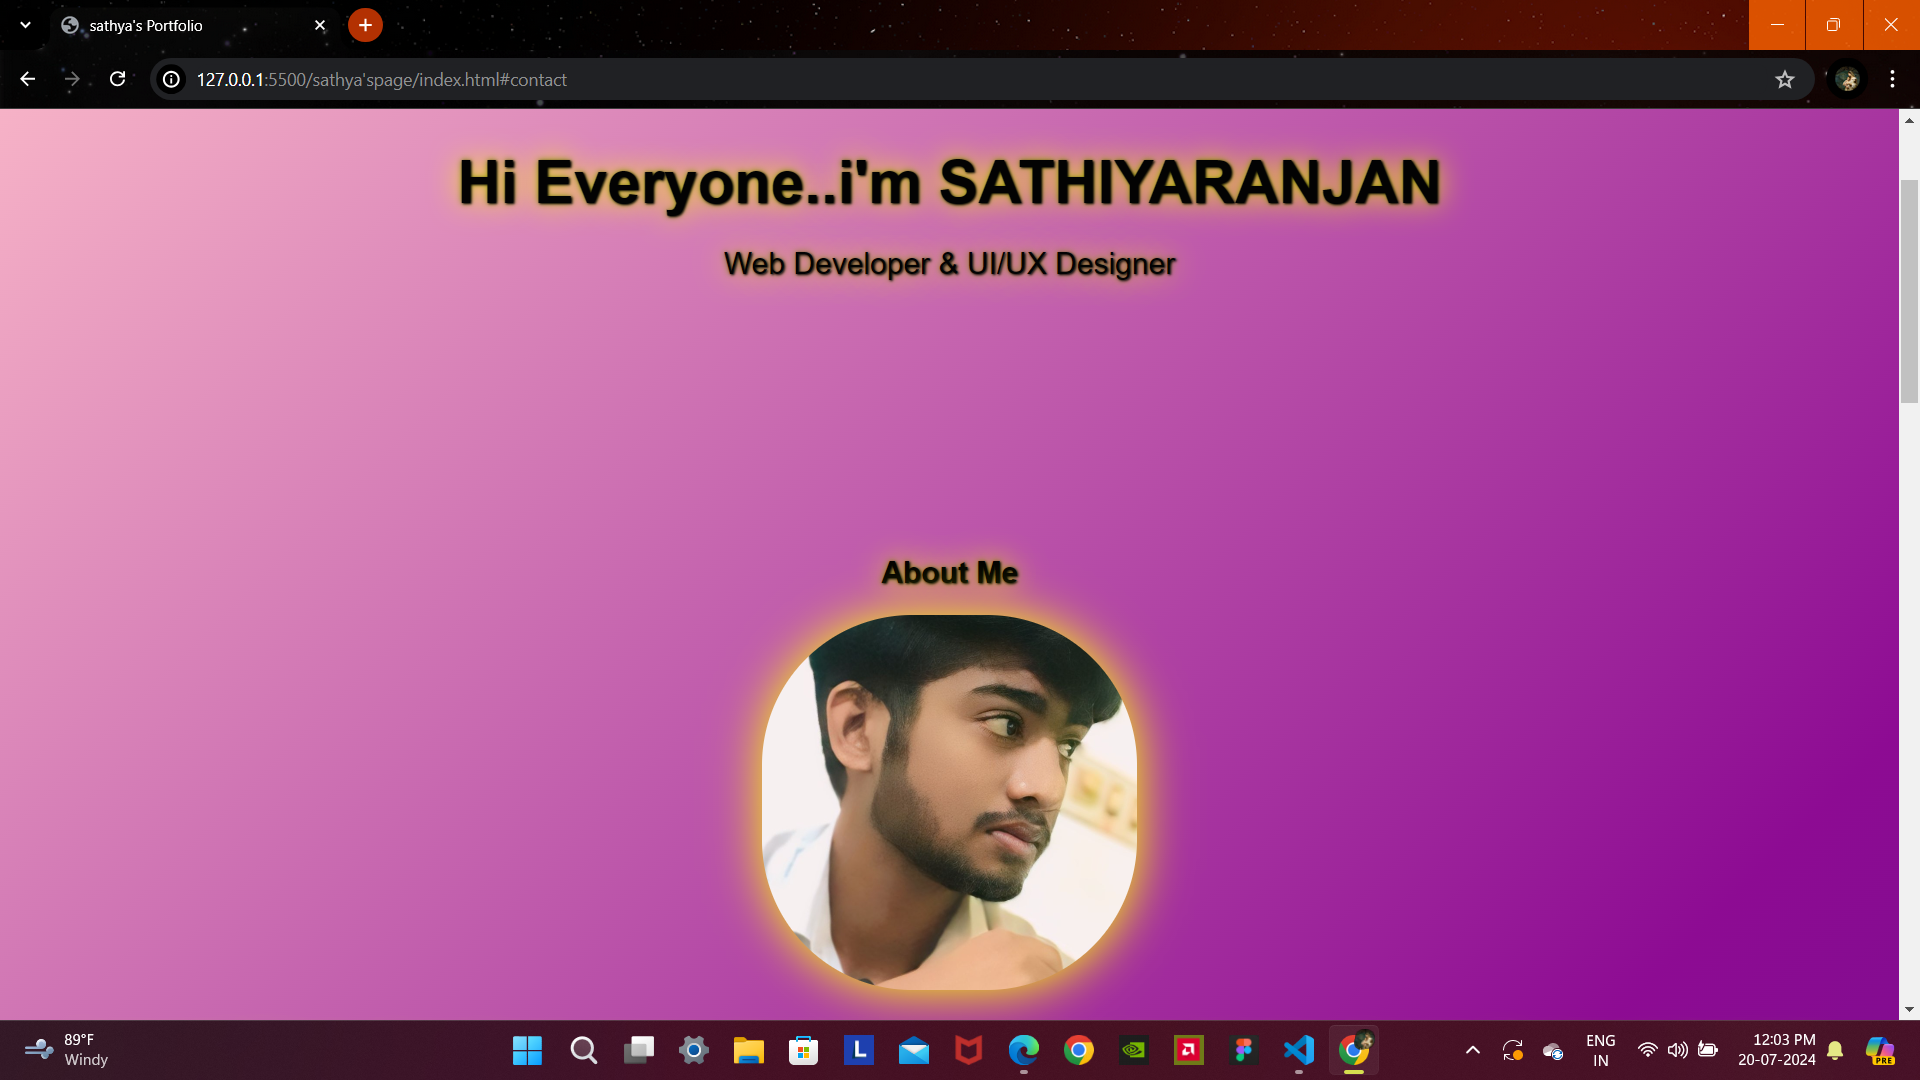 sathya's Portfolio
127.0.0.1:5500/sathya'spage/index.html#contact
Hi Everyone..i'm SATHIYARANJAN
Web Developer & UI/UX Designer
About Me
89°F
Windy
L
PRE
ENG
IN
12:03 PM
20-07-2024